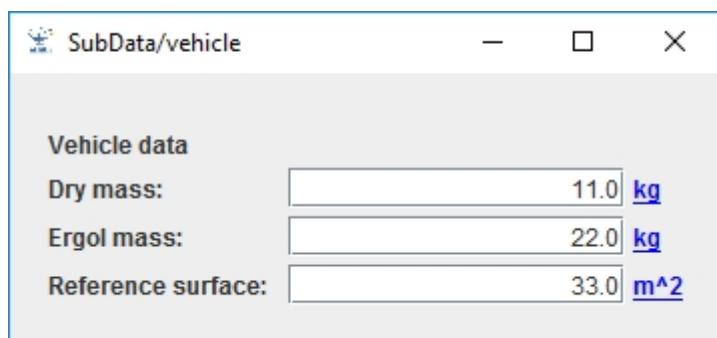 SubData/vehicle
Vehicle data
Dry mass: 11.0 kg
Ergol mass: 22.0 kg
Reference surface: 33.0 m^2